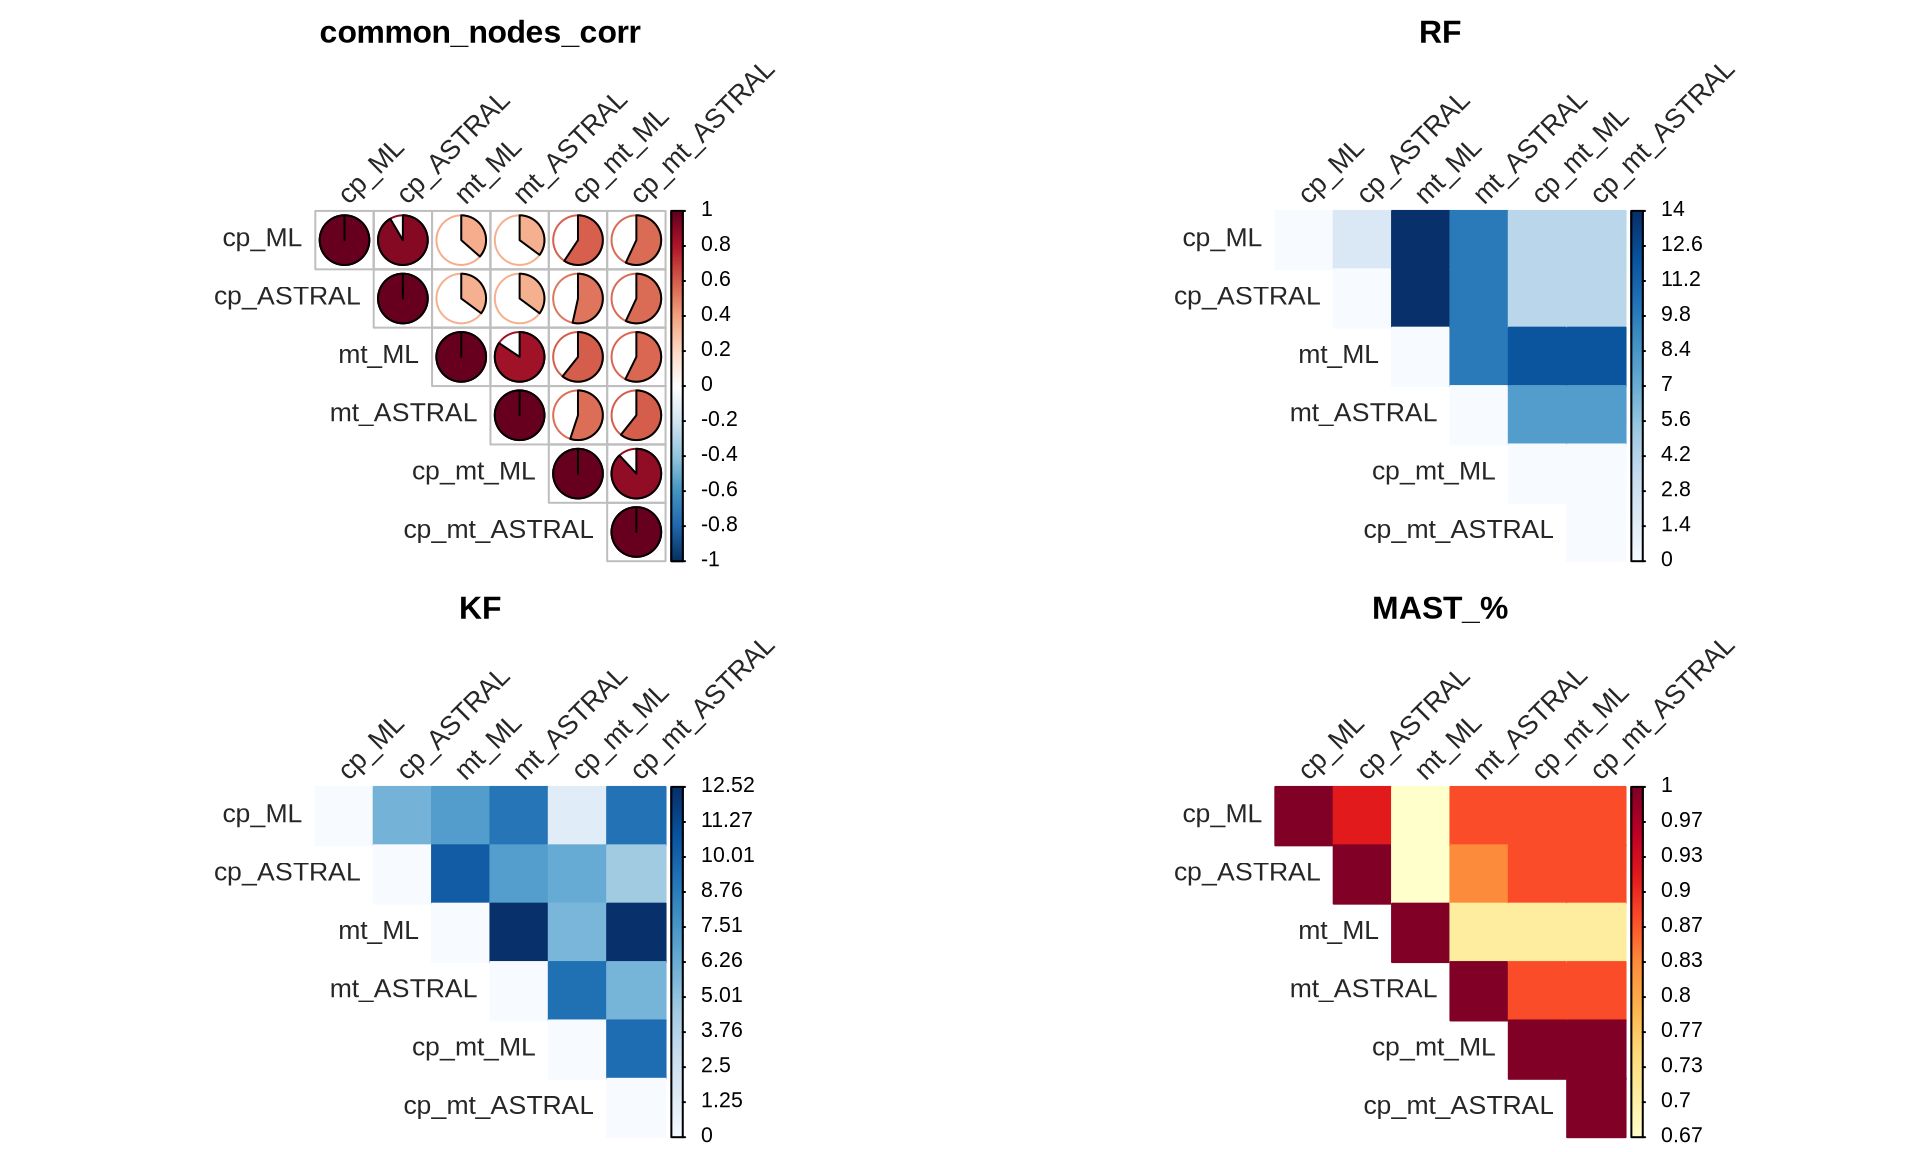 common_nodes_corr
cp_ML
cp_ASTRAL
mt_ML
mt_ASTRAL
cp_mt_ML
cp_mt_ASTRAL
cp_ML
cp_ASTRAL
mt_ML
mt_ASTRAL
cp_mt_ML
cp_mt_ASTRAL
1
0.8
0.6
0.4
0.2
0
-0.2
-0.4
-0.6
-0.8
-1
RF
cp_ML
cp_ASTRAL
mt_ML
mt_ASTRAL
cp_mt_ML
cp_mt_ASTRAL
cp_ML
cp_ASTRAL
mt_ML
mt_ASTRAL
cp_mt_ML
cp_mt_ASTRAL
14
12.6
11.2
9.8
8.4
7
5.6
4.2
2.8
1.4
0
KF
cp_ML
cp_ASTRAL
mt_ML
mt_ASTRAL
cp_mt_ML
cp_mt_ASTRAL
cp_ML
cp_ASTRAL
mt_ML
mt_ASTRAL
cp_mt_ML
cp_mt_ASTRAL
12.52
11.27
10.01
8.76
7.51
6.26
5.01
3.76
2.5
1.25
0
MAST_%
cp_ML
cp_ASTRAL
mt_ML
mt_ASTRAL
cp_mt_ML
cp_mt_ASTRAL
cp_ML
cp_ASTRAL
mt_ML
mt_ASTRAL
cp_mt_ML
cp_mt_ASTRAL
1
0.97
0.93
0.9
0.87
0.83
0.8
0.77
0.73
0.7
0.67